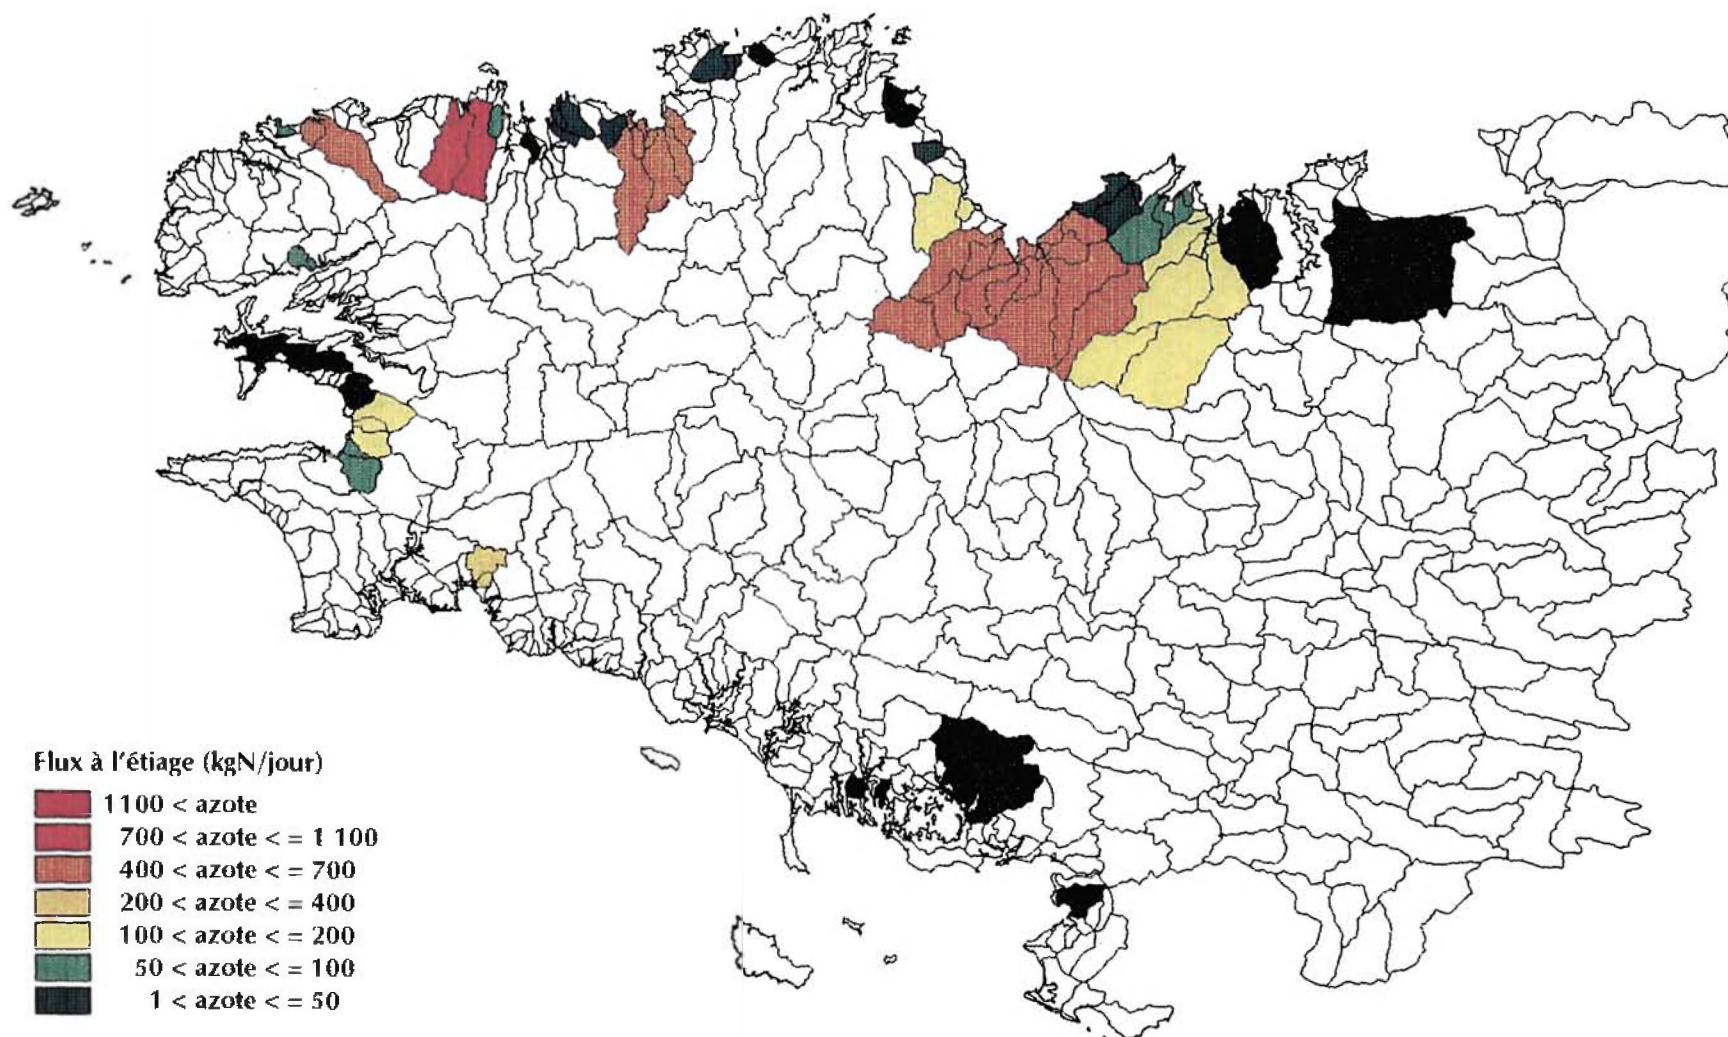 Flux à l'étiage (kgN/jour)
1100 < azote
700 < azote < = 1 100
400 < azote < = 700
200 < azote < = 400
100 < azote < = 200
50 < azote < = 100
1 < azote < = 50